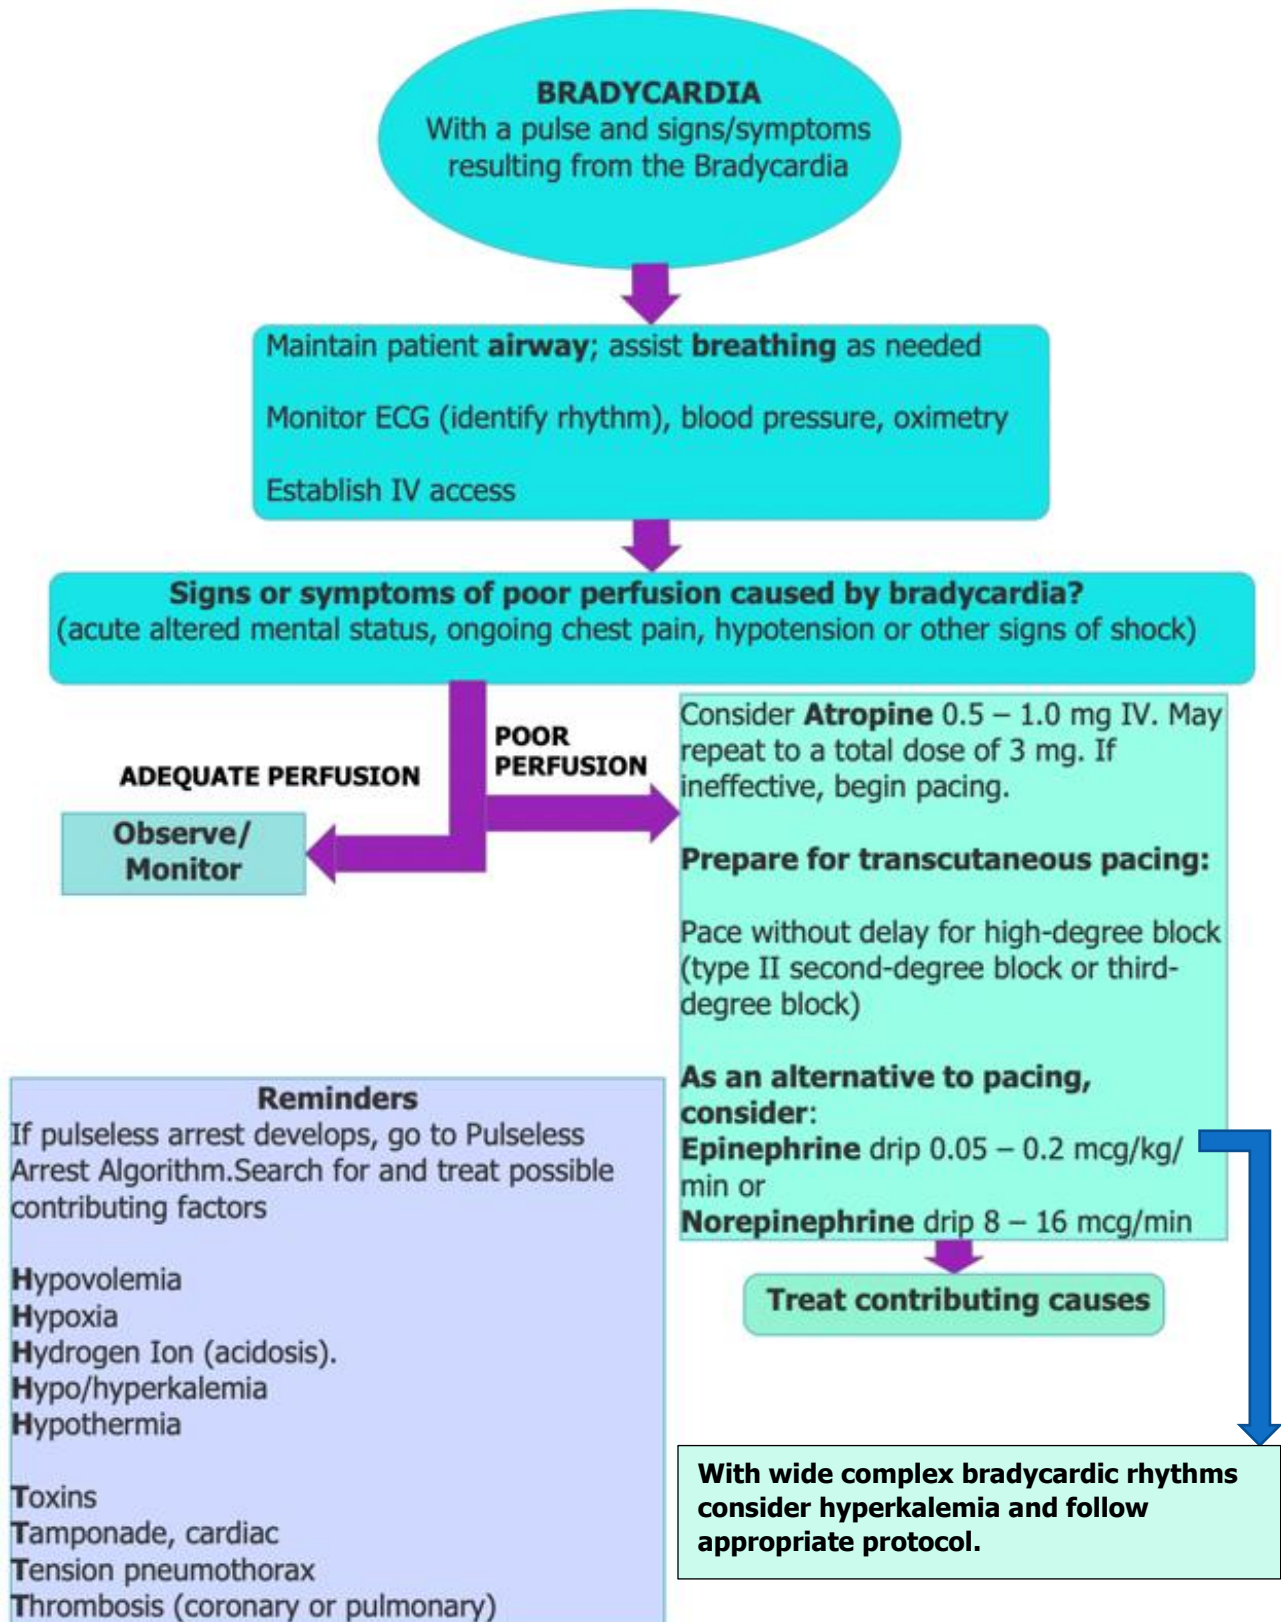 BRADYCARDIA
With a pulse and signs/symptoms
resulting from the Bradycardia
Maintain patient airway; assist breathing as needed
Monitor ECG (identify rhythm), blood pressure, oximetry
Establish IV access
Signs or symptoms of poor perfusion caused by bradycardia?
(acute altered mental status, ongoing chest pain, hypotension or other signs of shock)
ADEQUATE PERFUSION
POOR
PERFUSION
Observe/
Monitor
Consider Atropine 0.5 – 1.0 mg IV. May
repeat to a total dose of 3 mg. If
ineffective, begin pacing.
Prepare for transcutaneous pacing:
Pace without delay for high-degree block
(type II second-degree block or third-
degree block)
As an alternative to pacing,
consider:
Epinephrine drip 0.05 – 0.2 mcg/kg/
min or
Norepinephrine drip 8 – 16 mcg/min
Treat contributing causes
With wide complex bradycardic rhythms
consider hyperkalemia and follow
appropriate protocol.
Reminders
If pulseless arrest develops, go to Pulseless
Arrest Algorithm.Search for and treat possible
contributing factors
Hypovolemia
Hypoxia
Hydrogen Ion (acidosis).
Hypo/hyperkalemia
Hypothermia
Toxins
Tamponade, cardiac
Tension pneumothorax
Thrombosis (coronary or pulmonary)